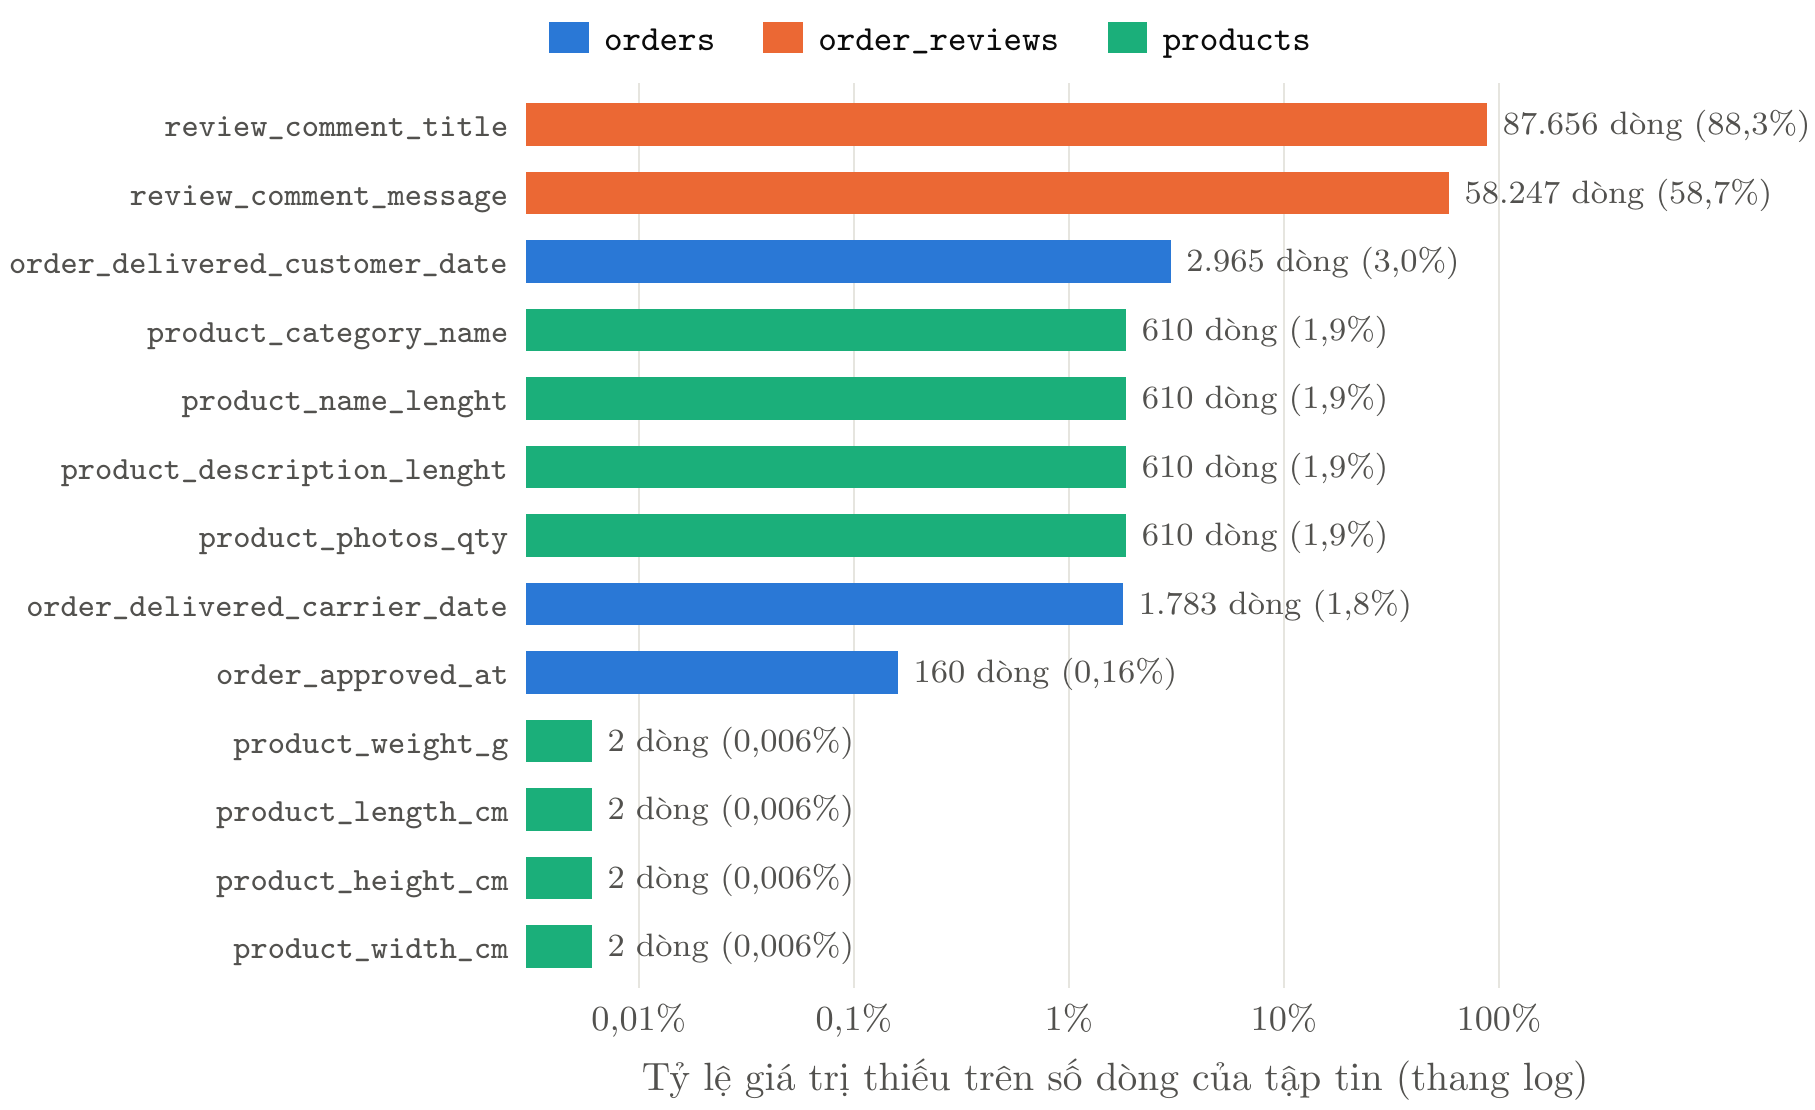 orders order_reviews products
review_comment_title 87.656 dòng (88,3%)
review_comment_message 58.247 dòng (58,7%)
order_delivered_customer_date 2.965 dòng (3,0%)
product_category_name 610 dòng (1,9%)
product_name_lenght 610 dòng (1,9%)
product_description_lenght 610 dòng (1,9%)
product_photos_qty 610 dòng (1,9%)
order_delivered_carrier_date 1.783 dòng (1,8%)
order_approved_at 160 dòng (0,16%)
product_weight_g 2 dòng (0,006%)
product_length_cm 2 dòng (0,006%)
product_height_cm 2 dòng (0,006%)
product_width_cm 2 dòng (0,006%)
0,01% 0,1% 1% 10% 100%
Tỷ lệ giá trị thiếu trên số dòng của tập tin (thang log)